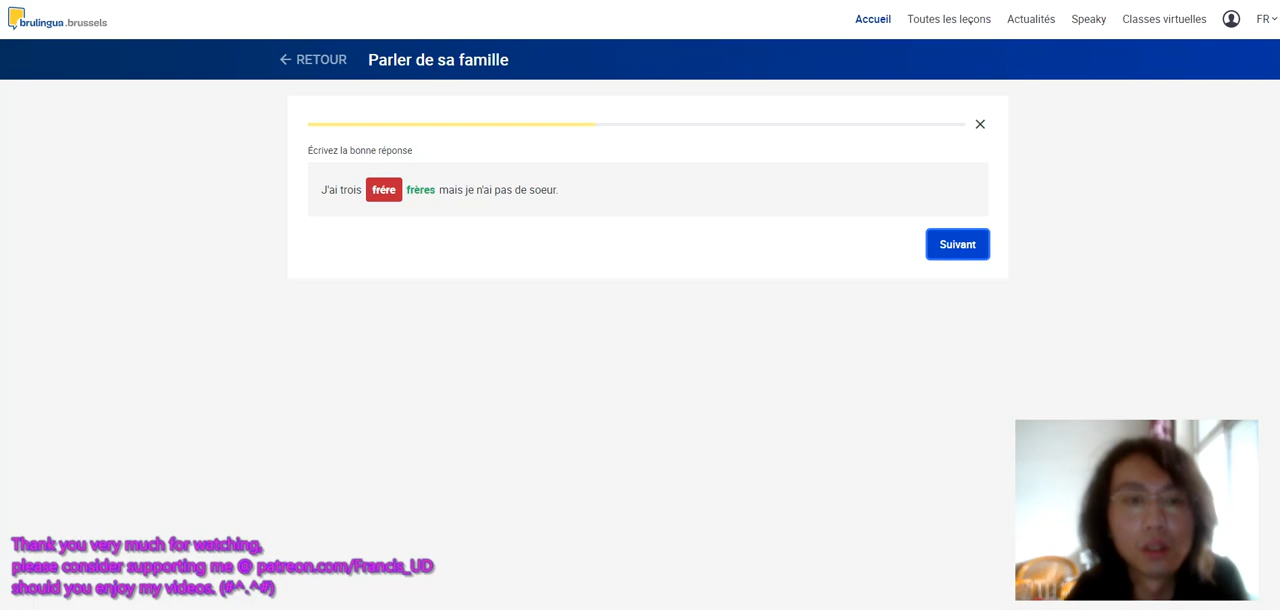 brulingua.brussels
Accueil Toutes les leçons Actualités Speaky Classes virtuelles FR
← RETOUR Parler de sa famille
Écrivez la bonne réponse
J'ai trois frére frères mais je n'ai pas de soeur.
Suivant
Thank you very much for watching,
please consider supporting me @ patreon.com/Francis_UD
should you enjoy my videos. (#^.^#)